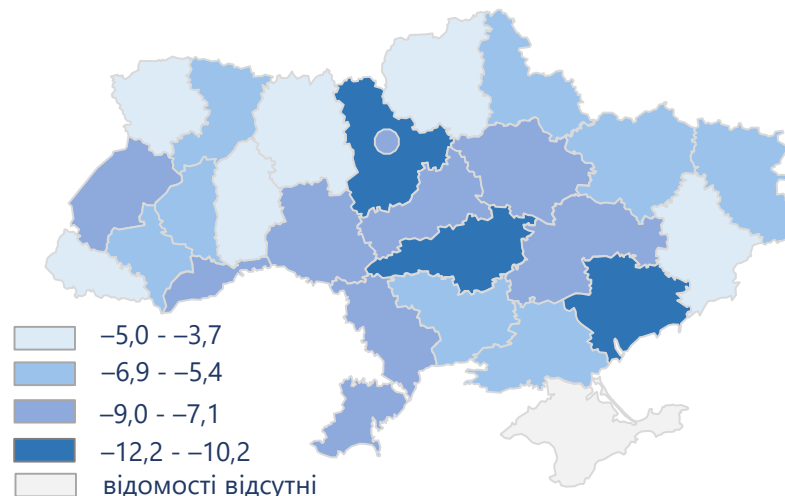 –5,0 - –3,7
–6,9 - –5,4
–9,0 - –7,1
–12,2 - –10,2
відомості відсутні